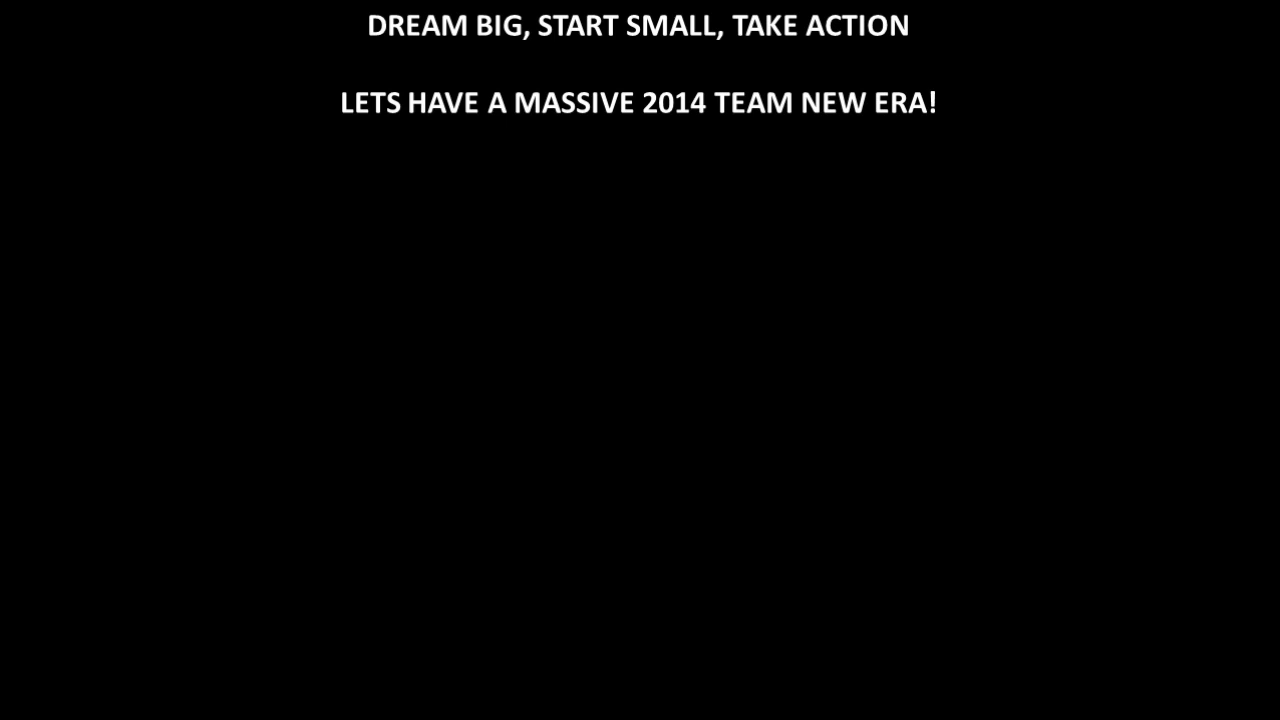 DREAM BIG, START SMALL, TAKE ACTION
LETS HAVE A MASSIVE 2014 TEAM NEW ERA!